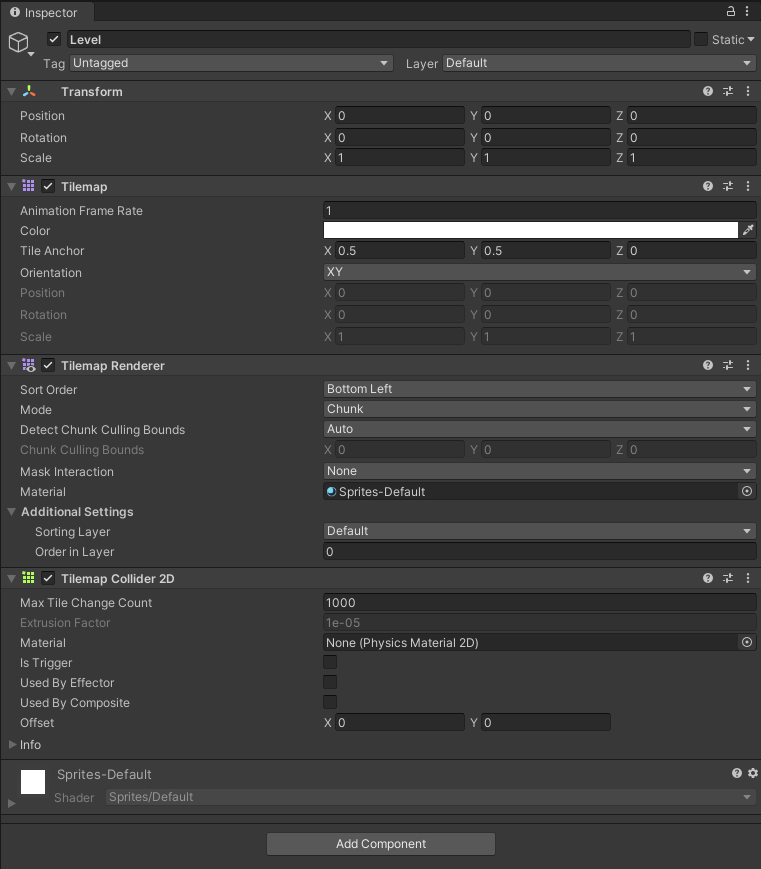 Inspector
Level
Static
Tag Untagged Layer Default
Transform
Position X 0 Y 0 Z 0
Rotation X 0 Y 0 Z 0
Scale X 1 Y 1 Z 1
Tilemap
Animation Frame Rate 1
Color
Tile Anchor X 0.5 Y 0.5 Z 0
Orientation XY
Position X 0 Y 0 Z 0
Rotation X 0 Y 0 Z 0
Scale X 1 Y 1 Z 1
Tilemap Renderer
Sort Order Bottom Left
Mode Chunk
Detect Chunk Culling Bounds Auto
Chunk Culling Bounds X 0 Y 0 Z 0
Mask Interaction None
Material Sprites-Default
Additional Settings
Sorting Layer Default
Order in Layer 0
Tilemap Collider 2D
Max Tile Change Count 1000
Extrusion Factor 1e-05
Material None (Physics Material 2D)
Is Trigger
Used By Effector
Used By Composite
Offset X 0 Y 0
Info
Sprites-Default
Shader Sprites/Default
Add Component